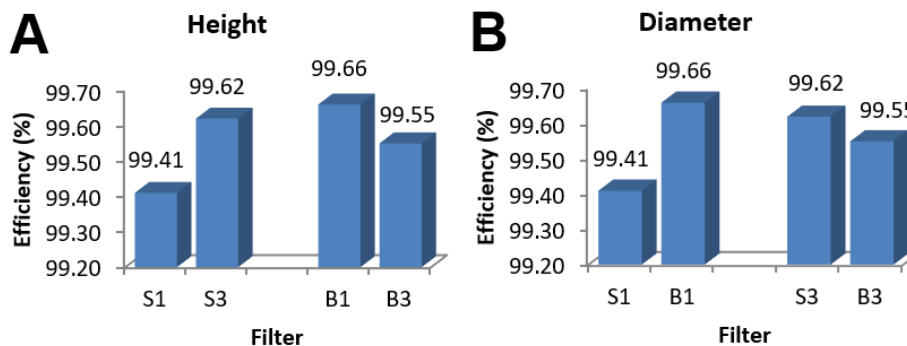 A
Height
Efficiency (%)
99.70
99.60
99.50
99.40
99.30
99.20
99.41
99.62
99.66
99.55
S1 S3 B1 B3
Filter
B
Diameter
Efficiency (%)
99.70
99.60
99.50
99.40
99.30
99.20
99.41
99.66
99.62
99.55
S1 B1 S3 B3
Filter